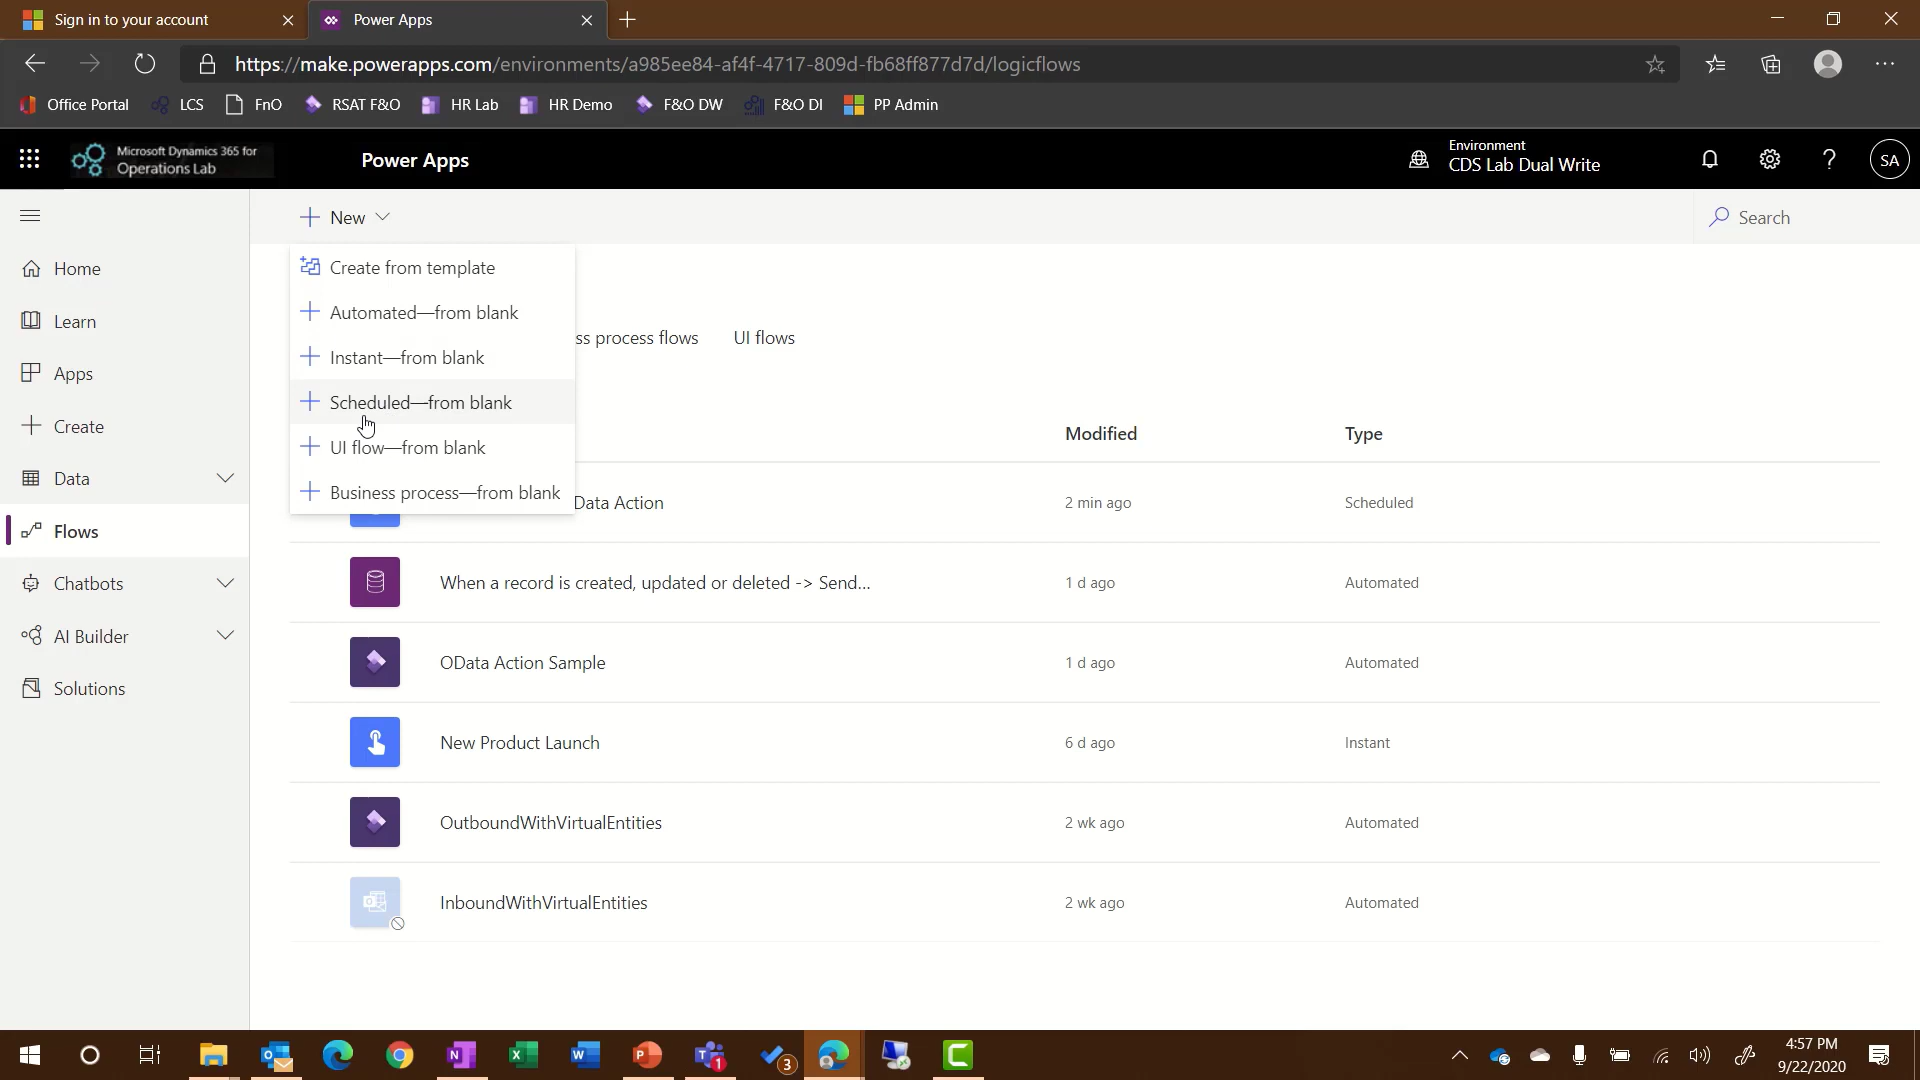 Sign in to your account
Power Apps
https://make.powerapps.com/environments/a985ee84-af4f-4717-809d-fb68ff877d7d/logicflows
Office Portal
LCS
FnO
RSAT F&O
HR Lab
HR Demo
F&O DW
F&O DI
PP Admin
Microsoft Dynamics 365 for
Operations Lab
Power Apps
Environment
CDS Lab Dual Write
?
SA
New
Search
Home
Learn
Apps
Create
Data
Flows
Chatbots
AI Builder
Solutions
Create from template
Automated—from blank
Instant—from blank
Scheduled—from blank
UI flow—from blank
Business process—from blank
ss process flows
UI flows
Modified
Type
Data Action
2 min ago
Scheduled
When a record is created, updated or deleted -> Send...
1 d ago
Automated
OData Action Sample
1 d ago
Automated
New Product Launch
6 d ago
Instant
OutboundWithVirtualEntities
2 wk ago
Automated
InboundWithVirtualEntities
2 wk ago
Automated
1
3
4:57 PM
9/22/2020